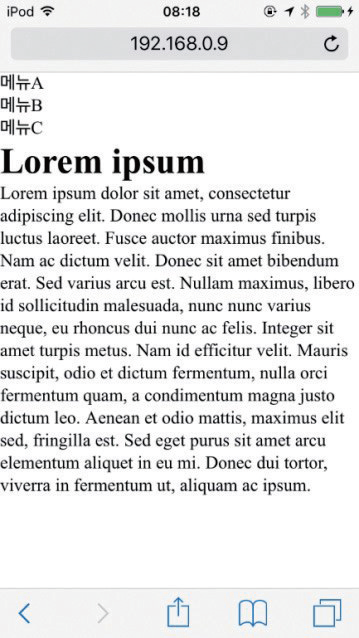 iPod 08:18
192.168.0.9
메뉴A
메뉴B
메뉴C
Lorem ipsum
Lorem ipsum dolor sit amet, consectetur
adipiscing elit. Donec mollis urna sed turpis
luctus laoreet. Fusce auctor maximus finibus.
Nam ac dictum velit. Donec sit amet bibendum
erat. Sed varius arcu est. Nullam maximus, libero
id sollicitudin malesuada, nunc nunc varius
neque, eu rhoncus dui nunc ac felis. Integer sit
amet turpis metus. Nam id efficitur velit. Mauris
suscipit, odio et dictum fermentum, nulla orci
fermentum quam, a condimentum magna justo
dictum leo. Aenean et odio mattis, maximus elit
sed, fringilla est. Sed eget purus sit amet arcu
elementum aliquet in eu mi. Donec dui tortor,
viverra in fermentum ut, aliquam ac ipsum.